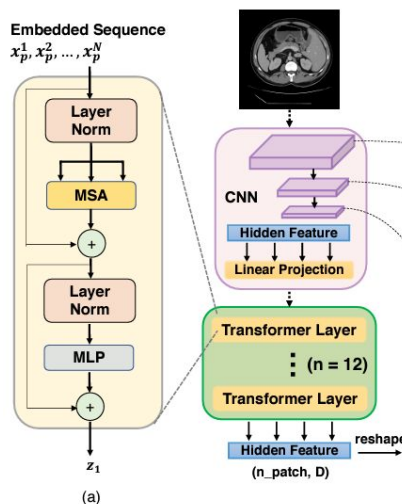 Embedded Sequence
x_p^1, x_p^2, ..., x_p^N
Layer
Norm
MSA
+
Layer
Norm
MLP
+
z_1
(a)
CNN
Hidden Feature
Linear Projection
Transformer Layer
(n = 12)
Transformer Layer
Hidden Feature
reshape
(n_patch, D)